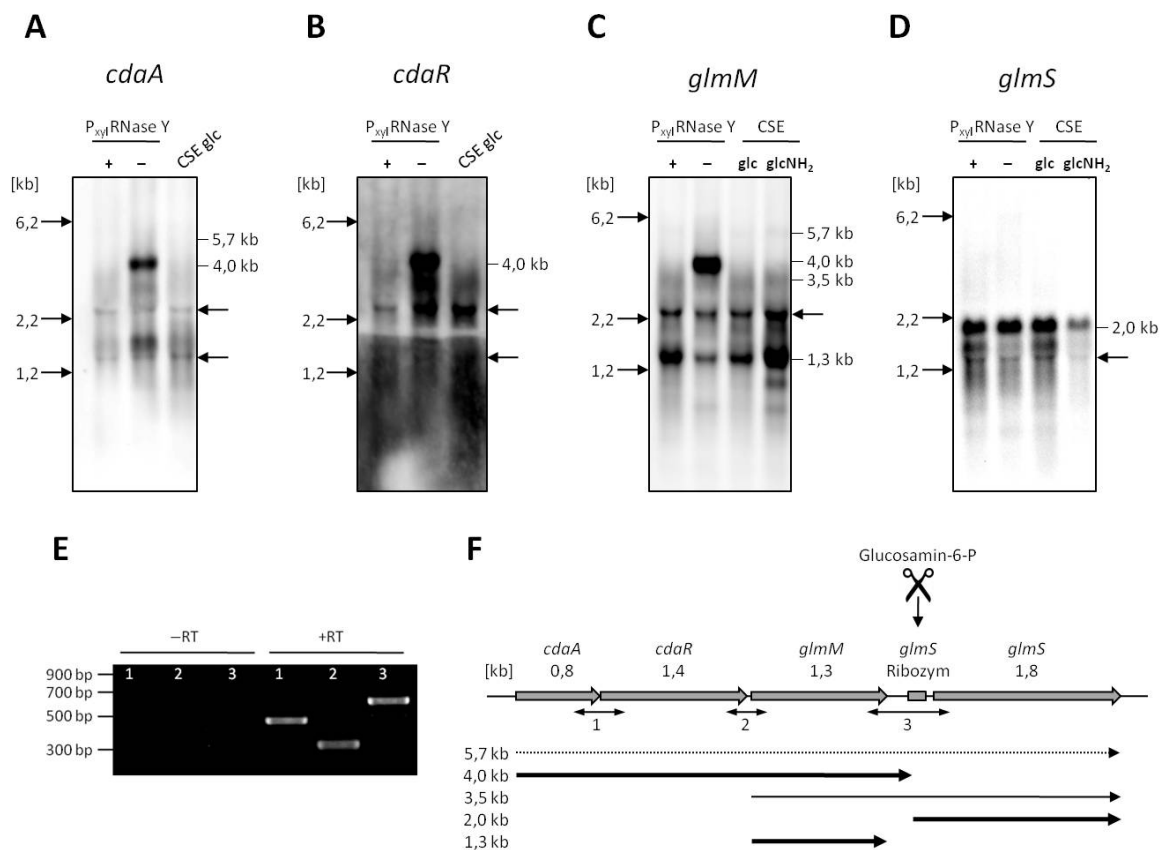 A
cdaA
PxylRNase Y
+ – CSE glc
[kb]
6,2
5,7 kb
4,0 kb
2,2
1,2
B
cdaR
PxylRNase Y
+ – CSE glc
[kb]
6,2
4,0 kb
2,2
1,2
C
glmM
PxylRNase Y CSE
+ – glc glcNH2
[kb]
6,2
5,7 kb
4,0 kb
3,5 kb
2,2
1,3 kb
1,2
D
glmS
PxylRNase Y CSE
+ – glc glcNH2
[kb]
6,2
2,2
2,0 kb
1,2
E
–RT +RT
900 bp
700 bp
500 bp
300 bp
1 2 3 1 2 3
F
Glucosamin-6-P
cdaA cdaR glmM glmS glmS
[kb] 0,8 1,4 1,3 Ribozym 1,8
1 2 3
5,7 kb
4,0 kb
3,5 kb
2,0 kb
1,3 kb